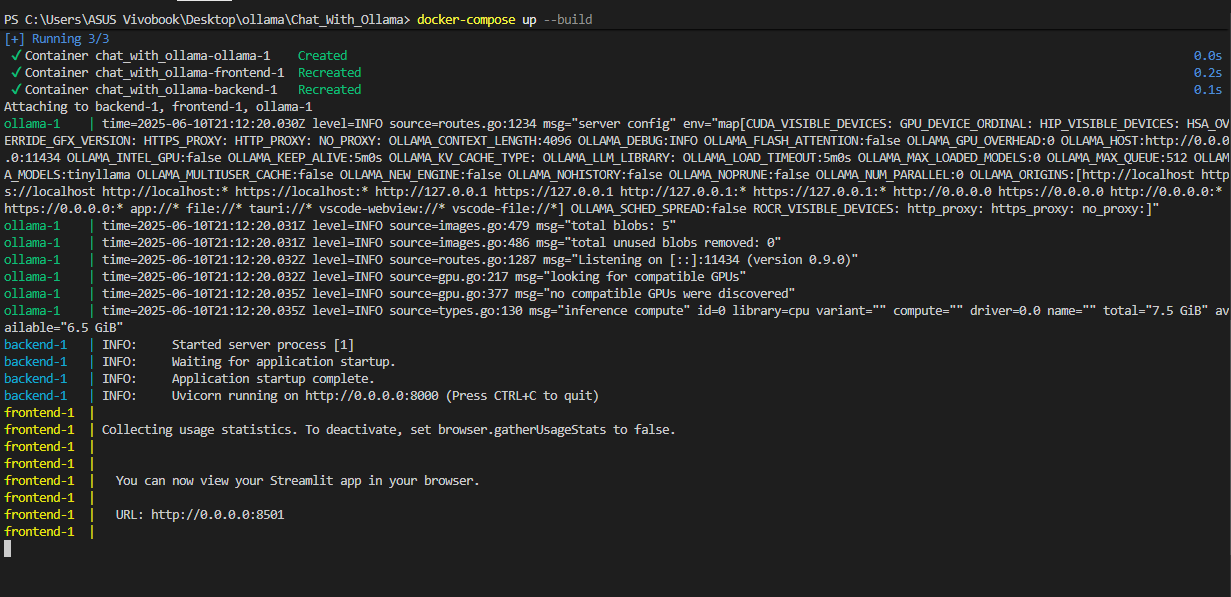 PS C:\Users\ASUS Vivobook\Desktop\ollama\Chat_With_Ollama> docker-compose up --build
[+] Running 3/3
✔ Container chat_with_ollama-ollama-1 Created 0.0s
✔ Container chat_with_ollama-frontend-1 Recreated 0.2s
✔ Container chat_with_ollama-backend-1 Recreated 0.1s
Attaching to backend-1, frontend-1, ollama-1
ollama-1 | time=2025-06-10T21:12:20.030Z level=INFO source=routes.go:1234 msg="server config" env="map[CUDA_VISIBLE_DEVICES: GPU_DEVICE_ORDINAL: HIP_VISIBLE_DEVICES: HSA_OV
ERRIDE_GFX_VERSION: HTTPS_PROXY: HTTP_PROXY: NO_PROXY: OLLAMA_CONTEXT_LENGTH:4096 OLLAMA_DEBUG:INFO OLLAMA_FLASH_ATTENTION:false OLLAMA_GPU_OVERHEAD:0 OLLAMA_HOST:http://0.0.0
.0:11434 OLLAMA_INTEL_GPU:false OLLAMA_KEEP_ALIVE:5m0s OLLAMA_KV_CACHE_TYPE: OLLAMA_LLM_LIBRARY: OLLAMA_LOAD_TIMEOUT:5m0s OLLAMA_MAX_LOADED_MODELS:0 OLLAMA_MAX_QUEUE:512 OLLAM
A_MODELS:tinyllama OLLAMA_MULTIUSER_CACHE:false OLLAMA_NEW_ENGINE:false OLLAMA_NOHISTORY:false OLLAMA_NOPRUNE:false OLLAMA_NUM_PARALLEL:0 OLLAMA_ORIGINS:[http://localhost http
s://localhost http://localhost:* https://localhost:* http://127.0.0.1 https://127.0.0.1 http://127.0.0.1:* https://127.0.0.1:* http://0.0.0.0 https://0.0.0.0 http://0.0.0.0:*
https://0.0.0.0:* app://* file://* tauri://* vscode-webview://* vscode-file://*] OLLAMA_SCHED_SPREAD:false ROCR_VISIBLE_DEVICES: http_proxy: https_proxy: no_proxy:]"
ollama-1 | time=2025-06-10T21:12:20.031Z level=INFO source=images.go:479 msg="total blobs: 5"
ollama-1 | time=2025-06-10T21:12:20.031Z level=INFO source=images.go:486 msg="total unused blobs removed: 0"
ollama-1 | time=2025-06-10T21:12:20.032Z level=INFO source=routes.go:1287 msg="Listening on [::]:11434 (version 0.9.0)"
ollama-1 | time=2025-06-10T21:12:20.032Z level=INFO source=gpu.go:217 msg="looking for compatible GPUs"
ollama-1 | time=2025-06-10T21:12:20.035Z level=INFO source=gpu.go:377 msg="no compatible GPUs were discovered"
ollama-1 | time=2025-06-10T21:12:20.035Z level=INFO source=types.go:130 msg="inference compute" id=0 library=cpu variant="" compute="" driver=0.0 name="" total="7.5 GiB" av
ailable="6.5 GiB"
backend-1 | INFO: Started server process [1]
backend-1 | INFO: Waiting for application startup.
backend-1 | INFO: Application startup complete.
backend-1 | INFO: Uvicorn running on http://0.0.0.0:8000 (Press CTRL+C to quit)
frontend-1 |
frontend-1 | Collecting usage statistics. To deactivate, set browser.gatherUsageStats to false.
frontend-1 |
frontend-1 |
frontend-1 | You can now view your Streamlit app in your browser.
frontend-1 |
frontend-1 | URL: http://0.0.0.0:8501
frontend-1 |